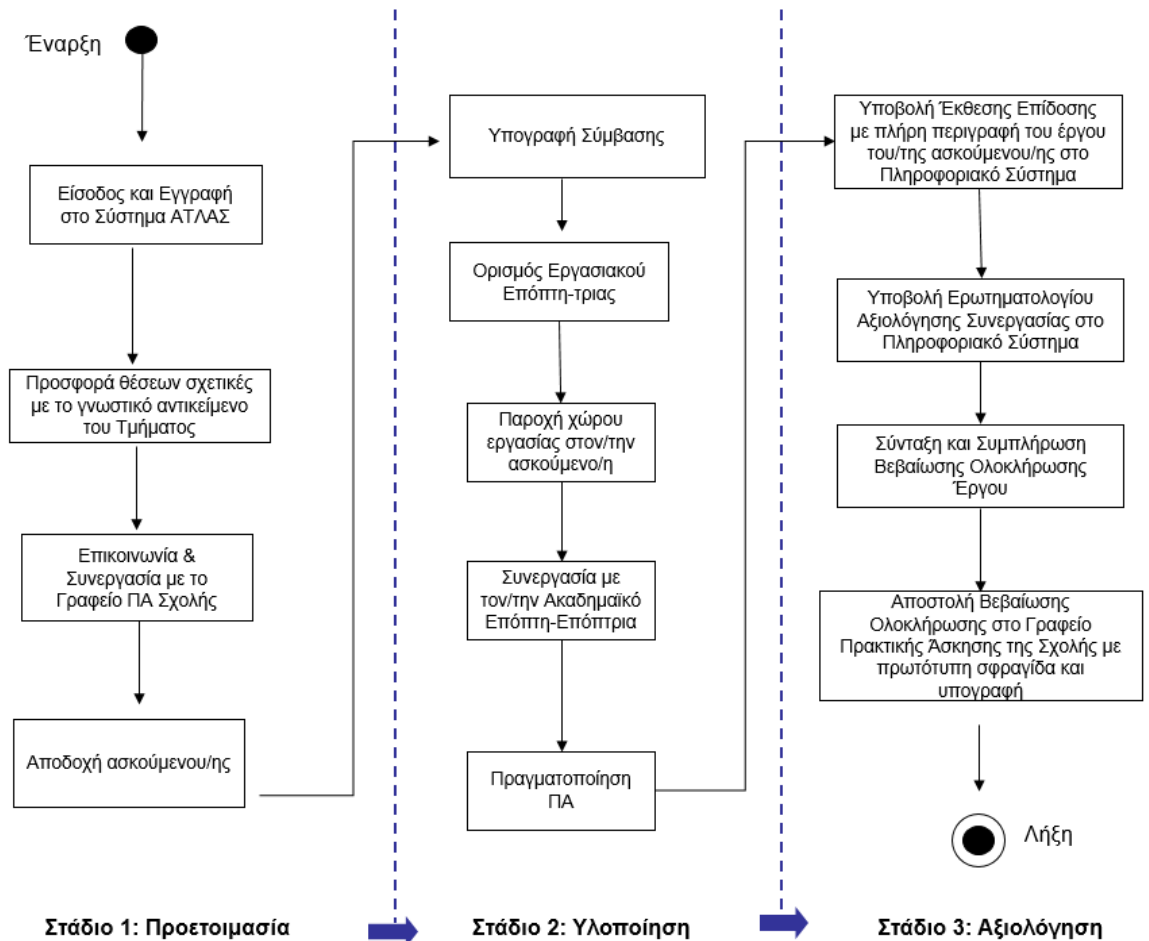 Έναρξη
Είσοδος και Εγγραφή
στο Σύστημα ΑΤΛΑΣ
Προσφορά θέσεων σχετικές
με το γνωστικό αντικείμενο
του Τμήματος
Επικοινωνία &
Συνεργασία με το
Γραφείο ΠΑ Σχολής
Αποδοχή ασκούμενου/ης
Στάδιο 1: Προετοιμασία
Υπογραφή Σύμβασης
Ορισμός Εργασιακού
Επόπτη-τριας
Παροχή χώρου
εργασίας στον/την
ασκούμενο/η
Συνεργασία με
τον/την Ακαδημαϊκό
Επόπτη-Επόπτρια
Πραγματοποίηση
ΠΑ
Στάδιο 2: Υλοποίηση
Υποβολή Έκθεσης Επίδοσης
με πλήρη περιγραφή του έργου
του/της ασκούμενου/ης στο
Πληροφοριακό Σύστημα
Υποβολή Ερωτηματολογίου
Αξιολόγησης Συνεργασίας στο
Πληροφοριακό Σύστημα
Σύνταξη και Συμπλήρωση
Βεβαίωσης Ολοκλήρωσης
Έργου
Αποστολή Βεβαίωσης
Ολοκλήρωσης στο Γραφείο
Πρακτικής Άσκησης της Σχολής με
πρωτότυπη σφραγίδα και
υπογραφή
Λήξη
Στάδιο 3: Αξιολόγηση